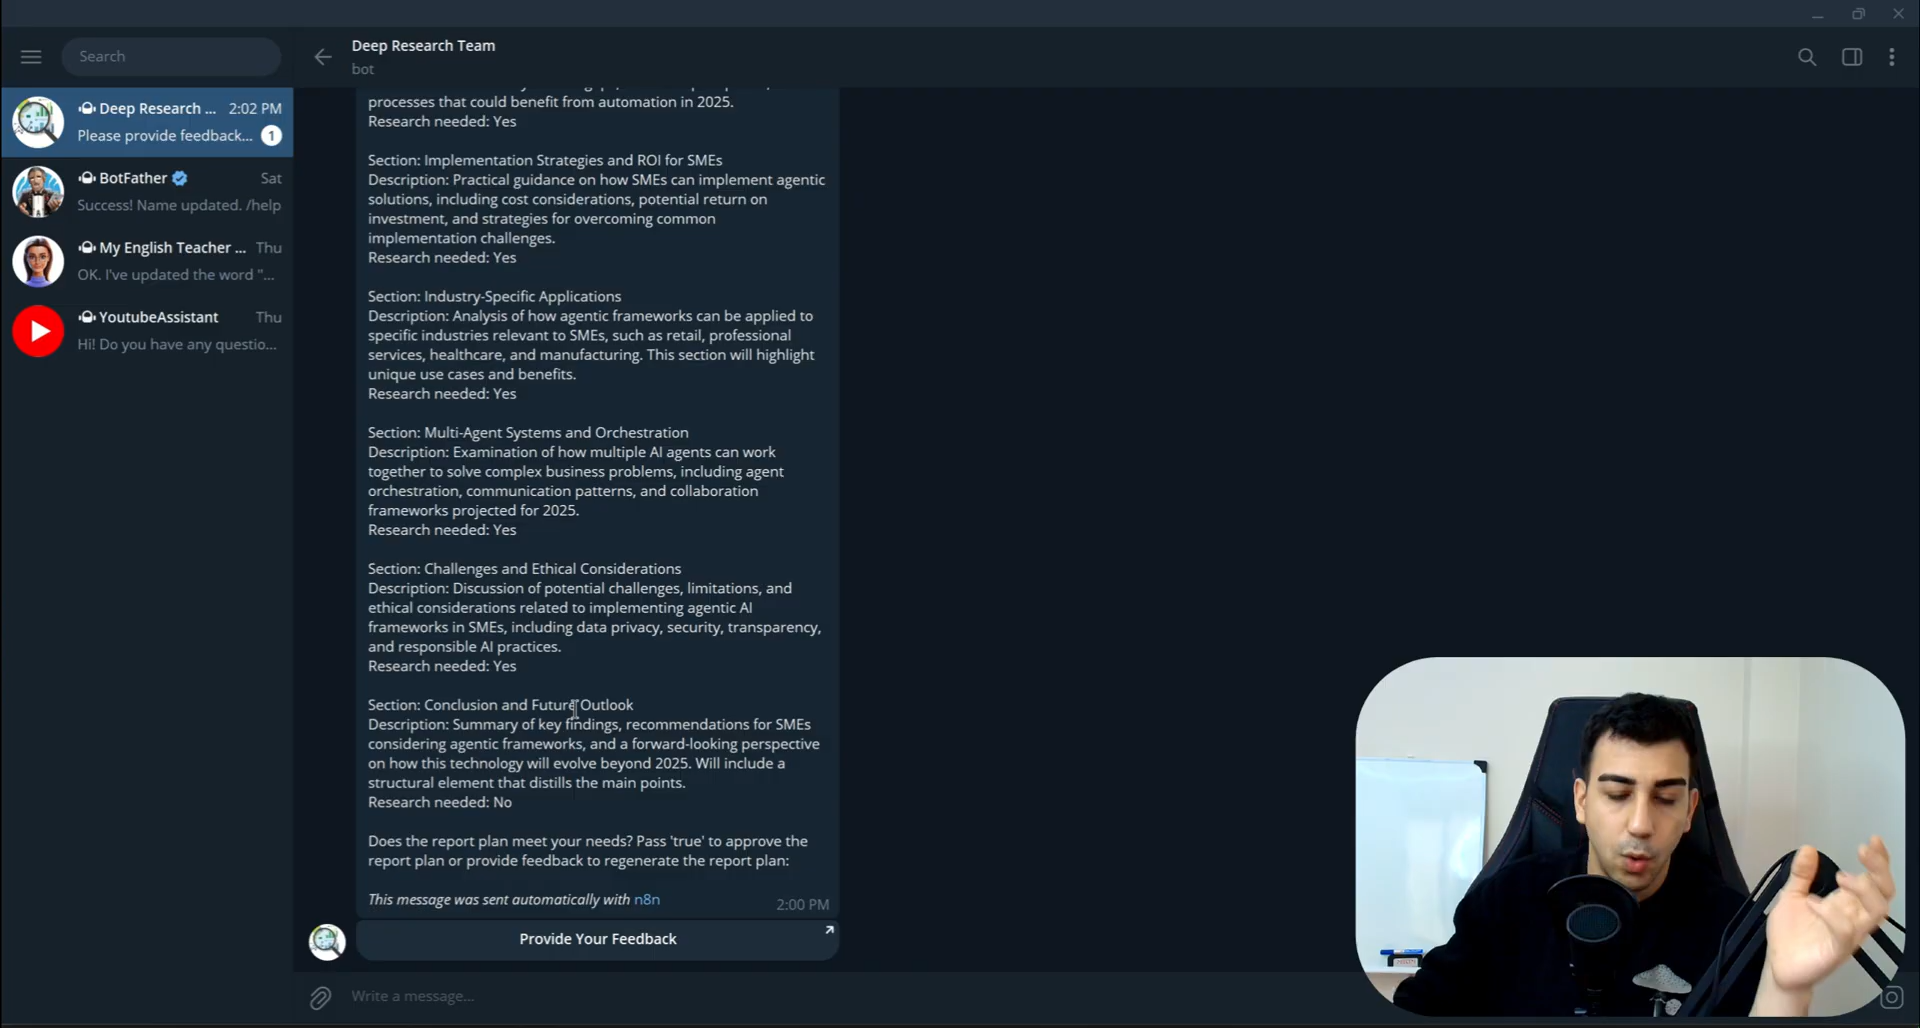 Search
Deep Research ... 2:02 PM
Please provide feedback... 1
BotFather Sat
Success! Name updated. /help
My English Teacher ... Thu
OK. I've updated the word "...
YoutubeAssistant Thu
Hi! Do you have any questio...
Deep Research Team
bot
processes that could benefit from automation in 2025.
Research needed: Yes
Section: Implementation Strategies and ROI for SMEs
Description: Practical guidance on how SMEs can implement agentic
solutions, including cost considerations, potential return on
investment, and strategies for overcoming common
implementation challenges.
Research needed: Yes
Section: Industry-Specific Applications
Description: Analysis of how agentic frameworks can be applied to
specific industries relevant to SMEs, such as retail, professional
services, healthcare, and manufacturing. This section will highlight
unique use cases and benefits.
Research needed: Yes
Section: Multi-Agent Systems and Orchestration
Description: Examination of how multiple AI agents can work
together to solve complex business problems, including agent
orchestration, communication patterns, and collaboration
frameworks projected for 2025.
Research needed: Yes
Section: Challenges and Ethical Considerations
Description: Discussion of potential challenges, limitations, and
ethical considerations related to implementing agentic AI
frameworks in SMEs, including data privacy, security, transparency,
and responsible AI practices.
Research needed: Yes
Section: Conclusion and Future Outlook
Description: Summary of key findings, recommendations for SMEs
considering agentic frameworks, and a forward-looking perspective
on how this technology will evolve beyond 2025. Will include a
structural element that distills the main points.
Research needed: No
Does the report plan meet your needs? Pass 'true' to approve the
report plan or provide feedback to regenerate the report plan:
This message was sent automatically with n8n
2:00 PM
Provide Your Feedback
Write a message...